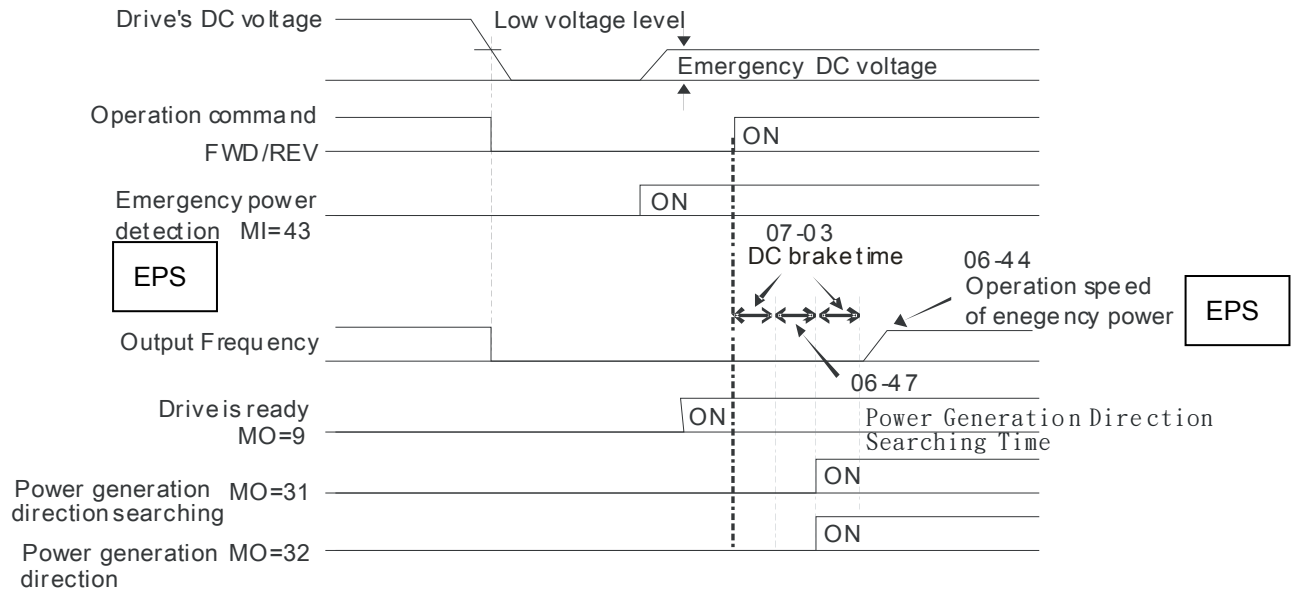 Drive's DC voltage
Low voltage level
Emergency DC voltage
Operation command
FWD/REV
ON
Emergency power
detection MI=43
ON
EPS
07-03
DC brake time
06-44
Operation speed
of enegency power
EPS
Output Frequency
06-47
Drive is ready
MO=9
ON
Power Generation Direction
Searching Time
Power generation MO=31
direction searching
ON
Power generation MO=32
direction
ON